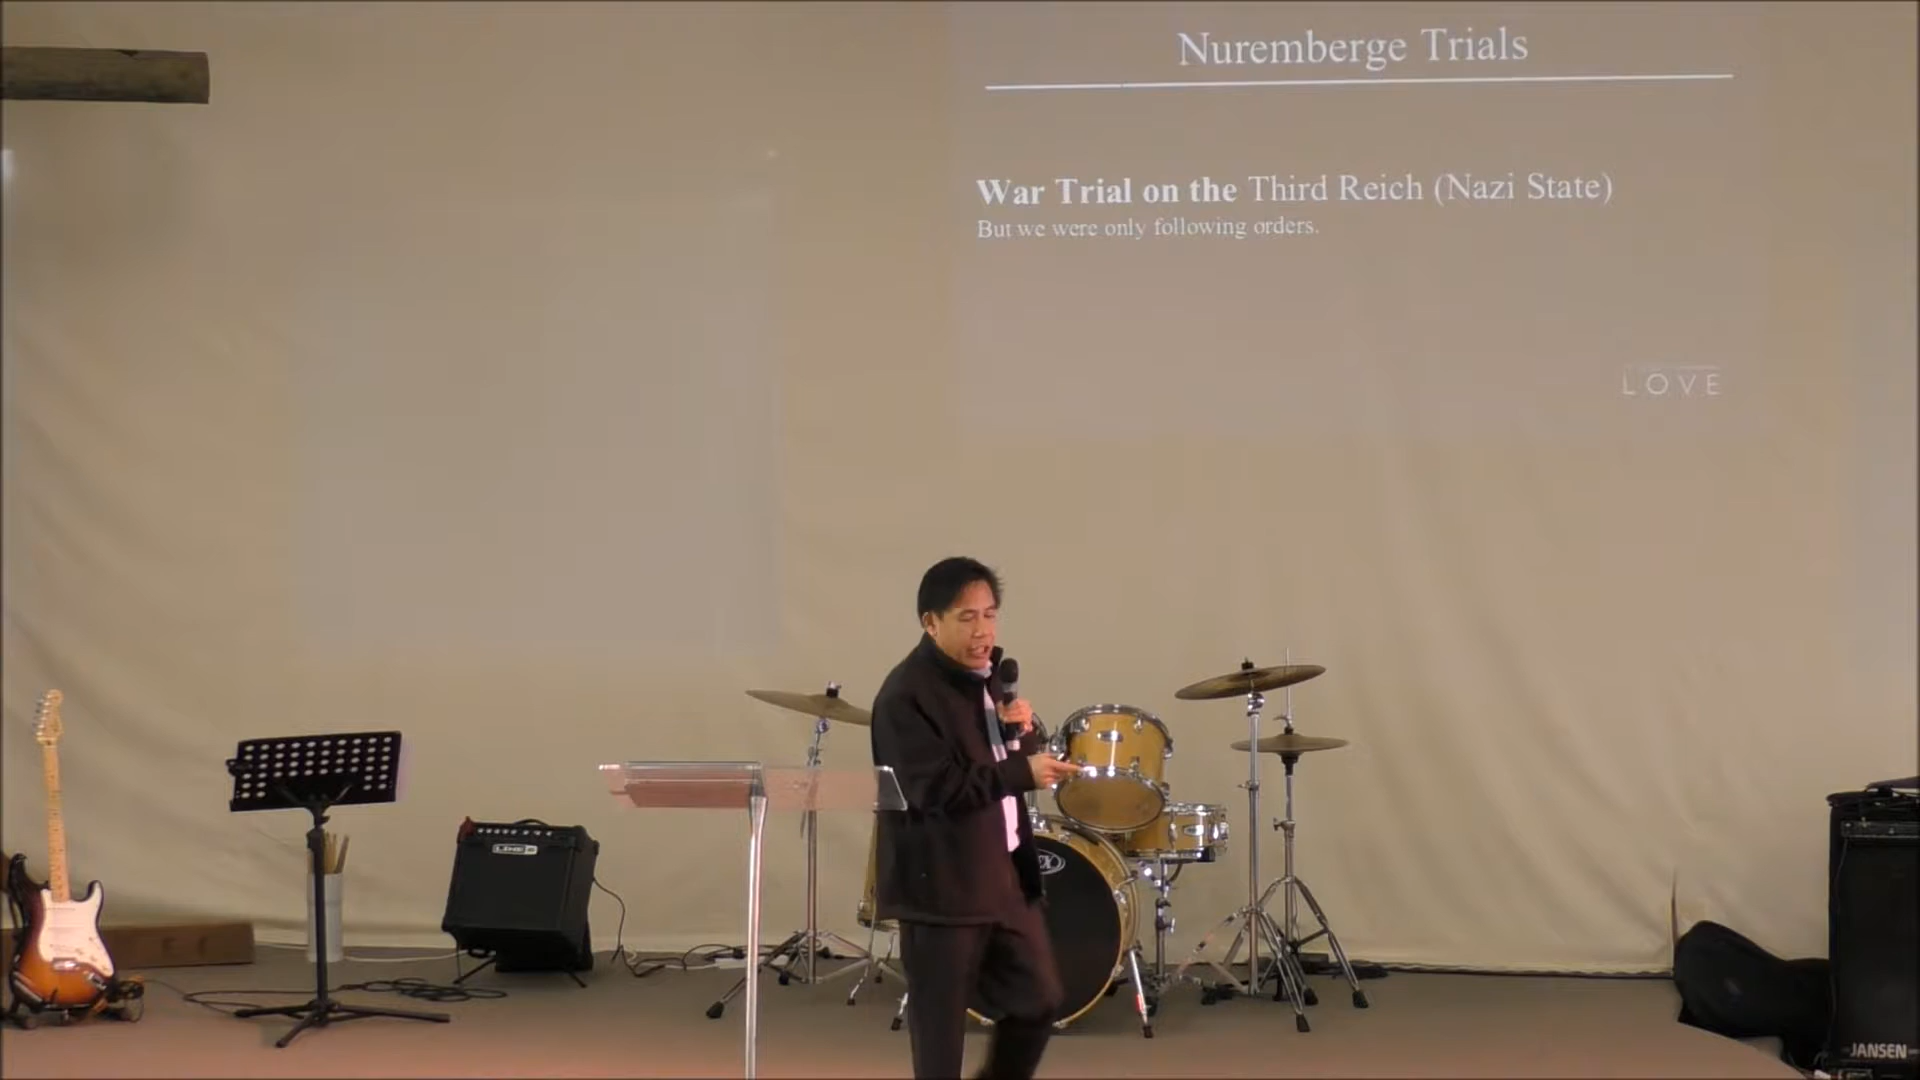 Nuremberge Trials
War Trial on the Third Reich (Nazi State)
But we were only following orders.
LOVE
LINE 6
JANSEN